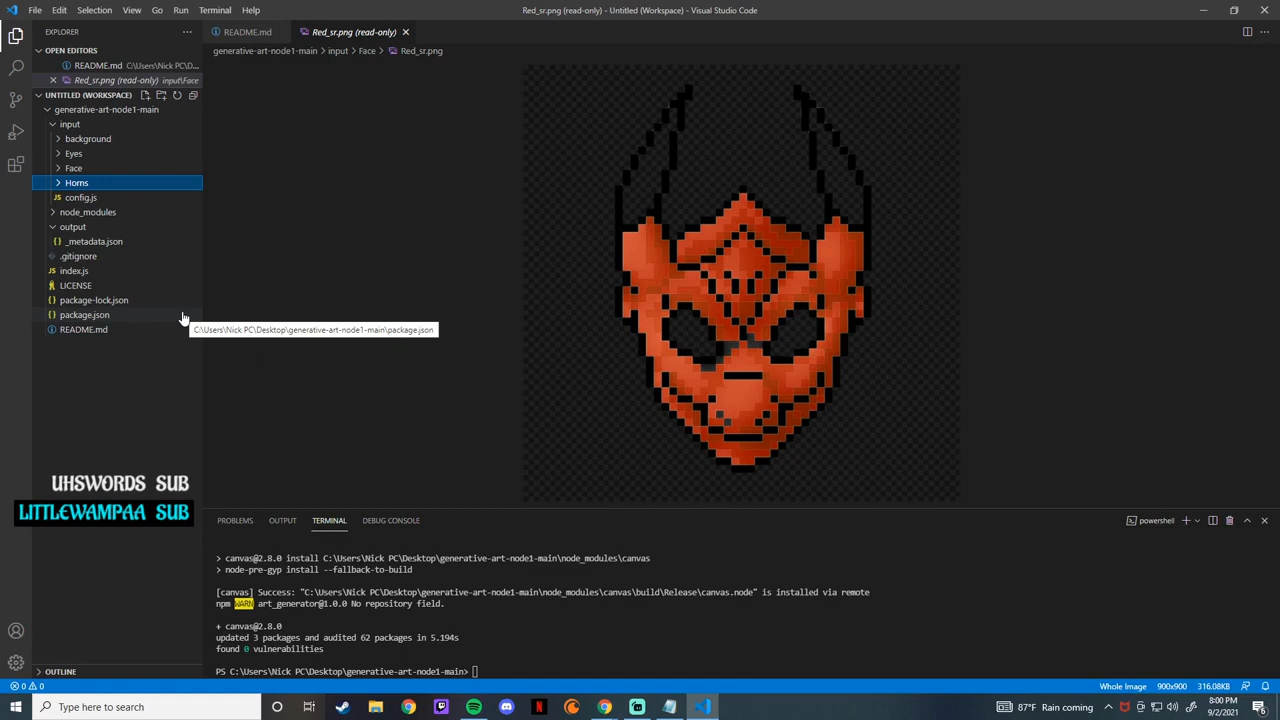 File Edit Selection View Go Run Terminal Help
Red_sr.png (read-only) - Untitled (Workspace) - Visual Studio Code
EXPLORER
README.md
Red_sr.png (read-only)
generative-art-node1-main > input > Face > Red_sr.png
OPEN EDITORS
README.md C:\Users\Nick PC\D...
Red_sr.png (read-only) input\Face
UNTITLED (WORKSPACE)
generative-art-node1-main
input
background
Eyes
Face
Horns
JS config.js
node_modules
output
{} _metadata.json
.gitignore
JS index.js
LICENSE
{} package-lock.json
{} package.json
C:\Users\Nick PC\Desktop\generative-art-node1-main\package.json
README.md
UHSWORDS SUB
LITTLEWAMPAA SUB
PROBLEMS OUTPUT TERMINAL DEBUG CONSOLE
powershell
> canvas@2.8.0 install C:\Users\Nick PC\Desktop\generative-art-node1-main\node_modules\canvas
> node-pre-gyp install --fallback-to-build
[canvas] Success: "C:\Users\Nick PC\Desktop\generative-art-node1-main\node_modules\canvas\build\Release\canvas.node" is installed via remote
npm WARN art_generator@1.0.0 No repository field.
+ canvas@2.8.0
updated 3 packages and audited 62 packages in 5.194s
found 0 vulnerabilities
PS C:\Users\Nick PC\Desktop\generative-art-node1-main>
OUTLINE
0 0
Whole Image 900x900 316.08KB
Type here to search
87°F Raining coming
8:00 PM
9/2/2021